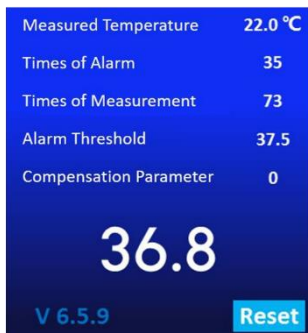 Measured Temperature 22.0 ℃
Times of Alarm 35
Times of Measurement 73
Alarm Threshold 37.5
Compensation Parameter 0
36.8
V 6.5.9 Reset